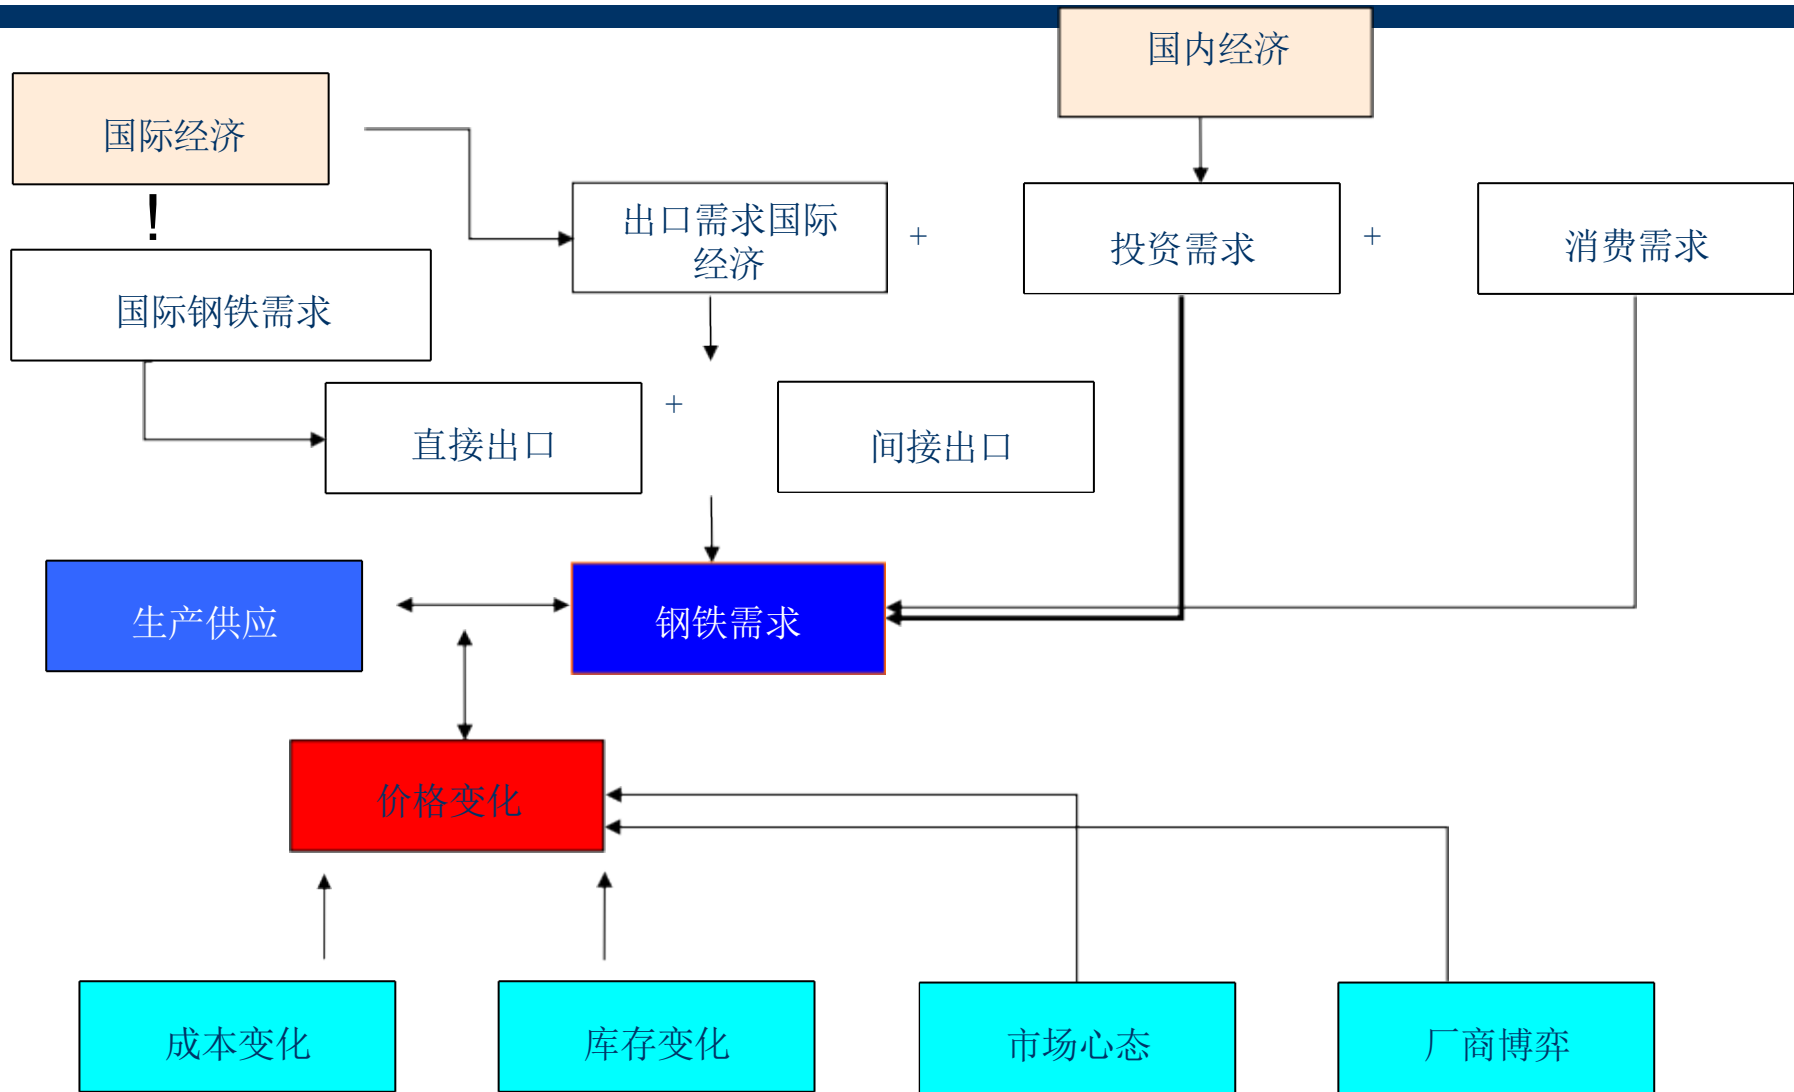 国内经济
国际经济
!
出口需求国际
经济
+
投资需求
+
消费需求
国际钢铁需求
直接出口
+
间接出口
生产供应
钢铁需求
价格变化
成本变化
库存变化
市场心态
厂商博弈